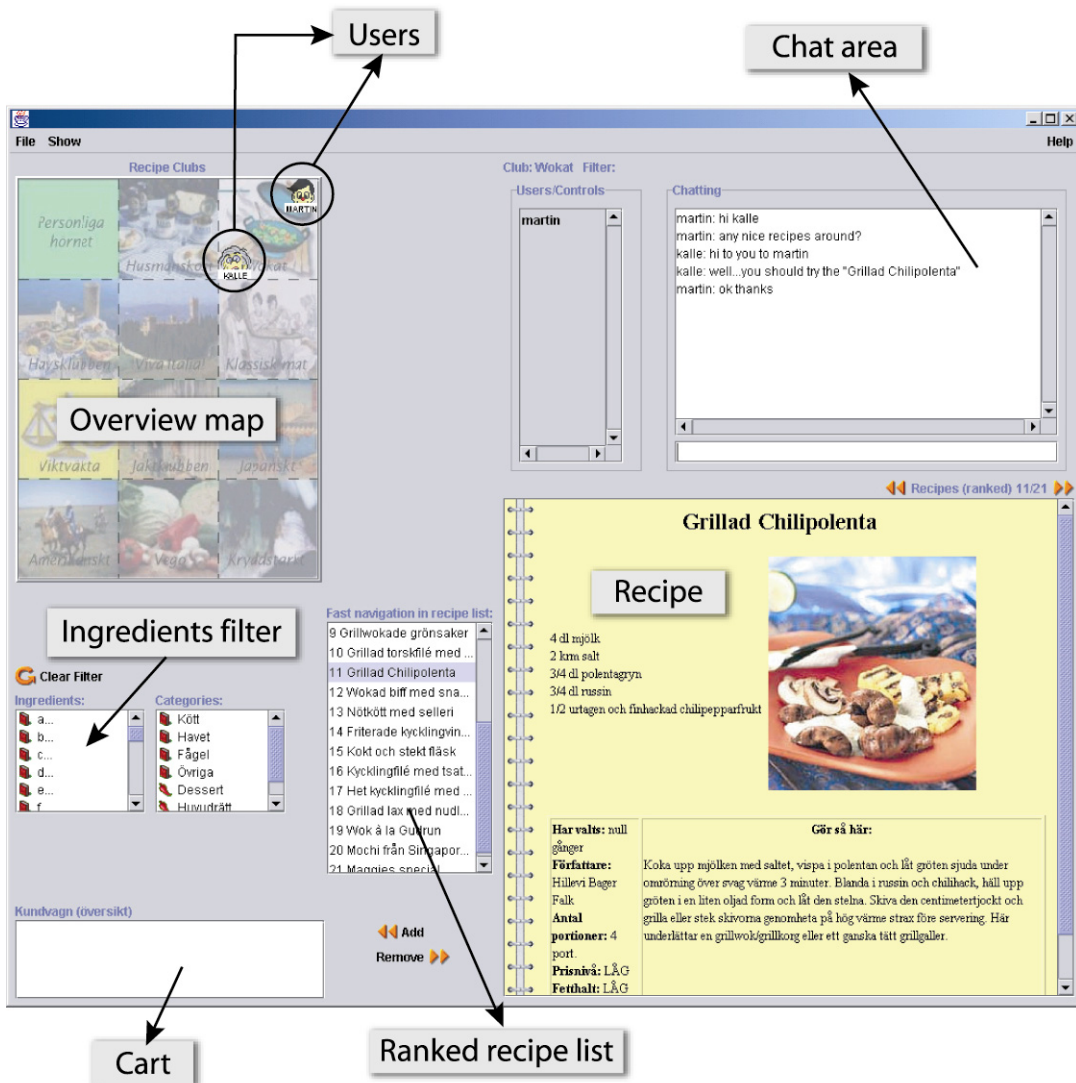 Users
Chat area
File Show
Help
Recipe Clubs
Club: Wokat Filter:
Users/Controls
Chatting
Personliga
hörnet
Husmanskost
Wokat
MARTIN
KALLE
martin
martin: hi kalle
martin: any nice recipes around?
kalle: hi to you to martin
kalle: well...you should try the "Grillad Chilipolenta"
martin: ok thanks
Havsklubben
Viva Italia!
Klassisk mat
Overview map
Viktväkta
Jaktklubben
Japanskt
Amerikanskt
Vego
Kryddstarkt
Recipes (ranked) 11/21
Grillad Chilipolenta
Recipe
4 dl mjölk
2 krm salt
3/4 dl polentagryn
3/4 dl russin
1/2 urtagen och finhackad chilipepparfrukt
Ingredients filter
Clear Filter
Ingredients:
a...
b...
c...
d...
e...
f
Categories:
Kött
Havet
Fågel
Övriga
Dessert
Huvudrätt
Fast navigation in recipe list:
9 Grillwokade grönsaker
10 Grillad torskfilé med ...
11 Grillad Chilipolenta
12 Wokad biff med sna...
13 Nötkött med selleri
14 Friterade kycklingvin...
15 Kokt och stekt fläsk
16 Kycklingfilé med tsat...
17 Het kycklingfilé med ...
18 Grillad lax med nudl...
19 Wok à la Gudrun
20 Mochi från Singapor...
21 Maggies special
Har valts: null
gånger
Författare:
Hillevi Bager
Falk
Antal
portioner: 4
port.
Prisnivå: LÅG
Fetthalt: LÅG
Gör så här:
Koka upp mjölken med saltet, vispa i polentan och låt gröten sjuda under
omrörning över svag värme 3 minuter. Blanda i russin och chilihack, häll upp
gröten i en liten oljad form och låt den stelna. Skiva den centimetertjockt och
grilla eller stek skivorna genomheta på hög värme strax före servering. Här
underlättar en grillwok/grillkorg eller ett ganska tätt grillgaller.
Kundvagn (översikt)
Add
Remove
Cart
Ranked recipe list